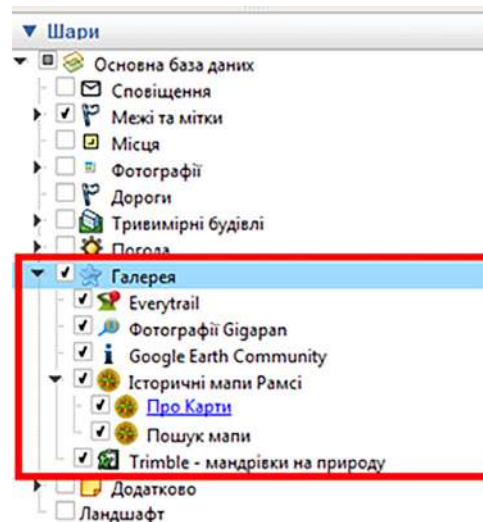 Шари
Основна база даних
Сповіщення
Межі та мітки
Місця
Фотографії
Дороги
Тривимірні будівлі
Погода
Галерея
Everytrail
Фотографії Gigapan
Google Earth Community
Історичні мапи Рамсі
Про Карти
Пошук мапи
Trimble - мандрівки на природу
Додатково
Ландшафт